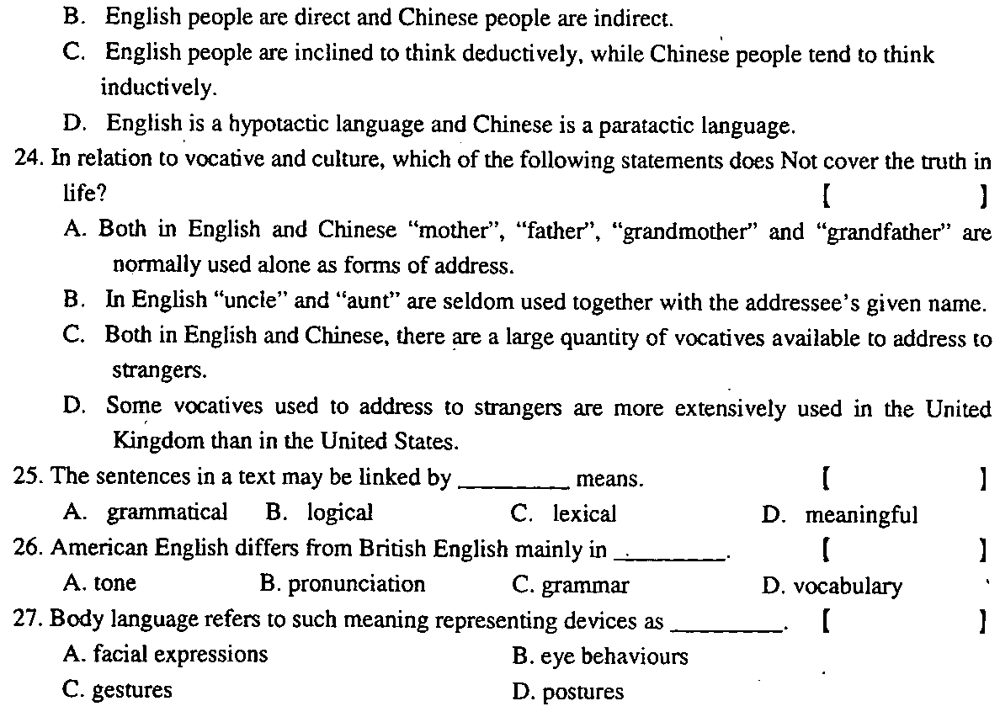 B. English people are direct and Chinese people are indirect.
C. English people are inclined to think deductively, while Chinese people tend to think
inductively.
D. English is a hypotactic language and Chinese is a paratactic language.
24. In relation to vocative and culture, which of the following statements does Not cover the truth in
life? 【 】
A. Both in English and Chinese “mother”, “father”, “grandmother” and “grandfather” are
normally used alone as forms of address.
B. In English “uncle” and “aunt” are seldom used together with the addressee’s given name.
C. Both in English and Chinese, there are a large quantity of vocatives available to address to
strangers.
D. Some vocatives used to address to strangers are more extensively used in the United
Kingdom than in the United States.
25. The sentences in a text may be linked by ________ means. 【 】
A. grammatical B. logical C. lexical D. meaningful
26. American English differs from British English mainly in ________. 【 】
A. tone B. pronunciation C. grammar D. vocabulary
27. Body language refers to such meaning representing devices as ________. 【 】
A. facial expressions B. eye behaviours
C. gestures D. postures